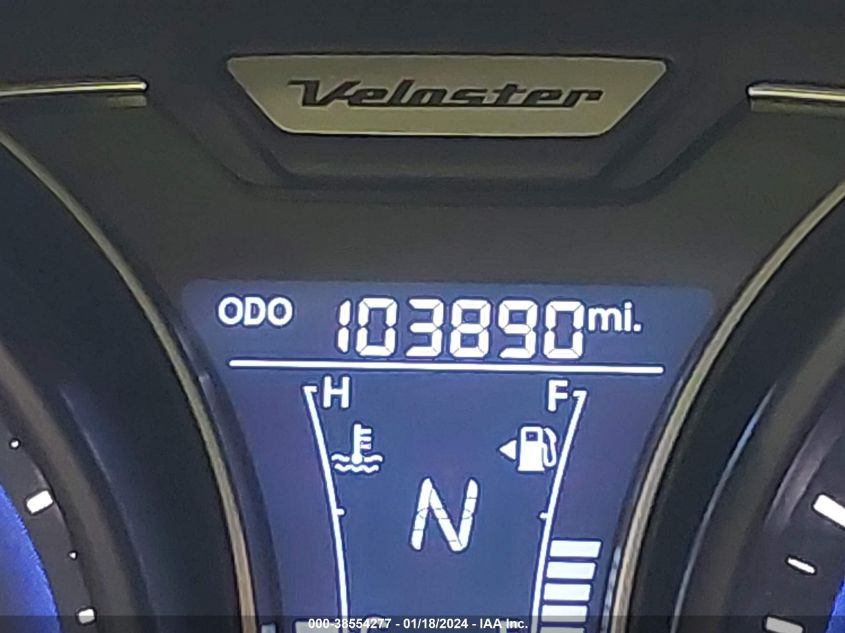 Veloster
ODO 103890 mi.
H F
N
000-38554277 - 01/18/2024 - IAA Inc.